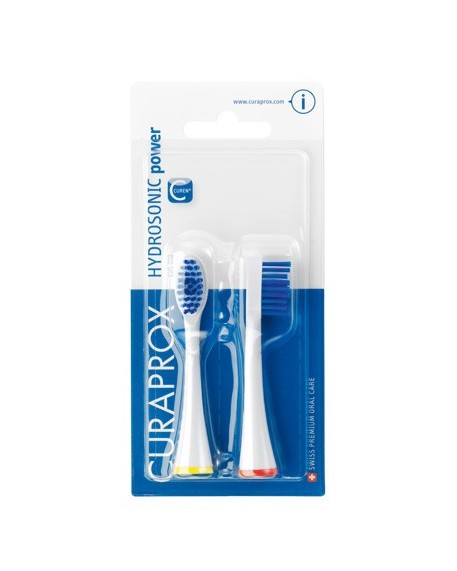 www.curaprox.com
i
HYDROSONIC power
CUREN®
CURAPROX
SWISS PREMIUM ORAL CARE